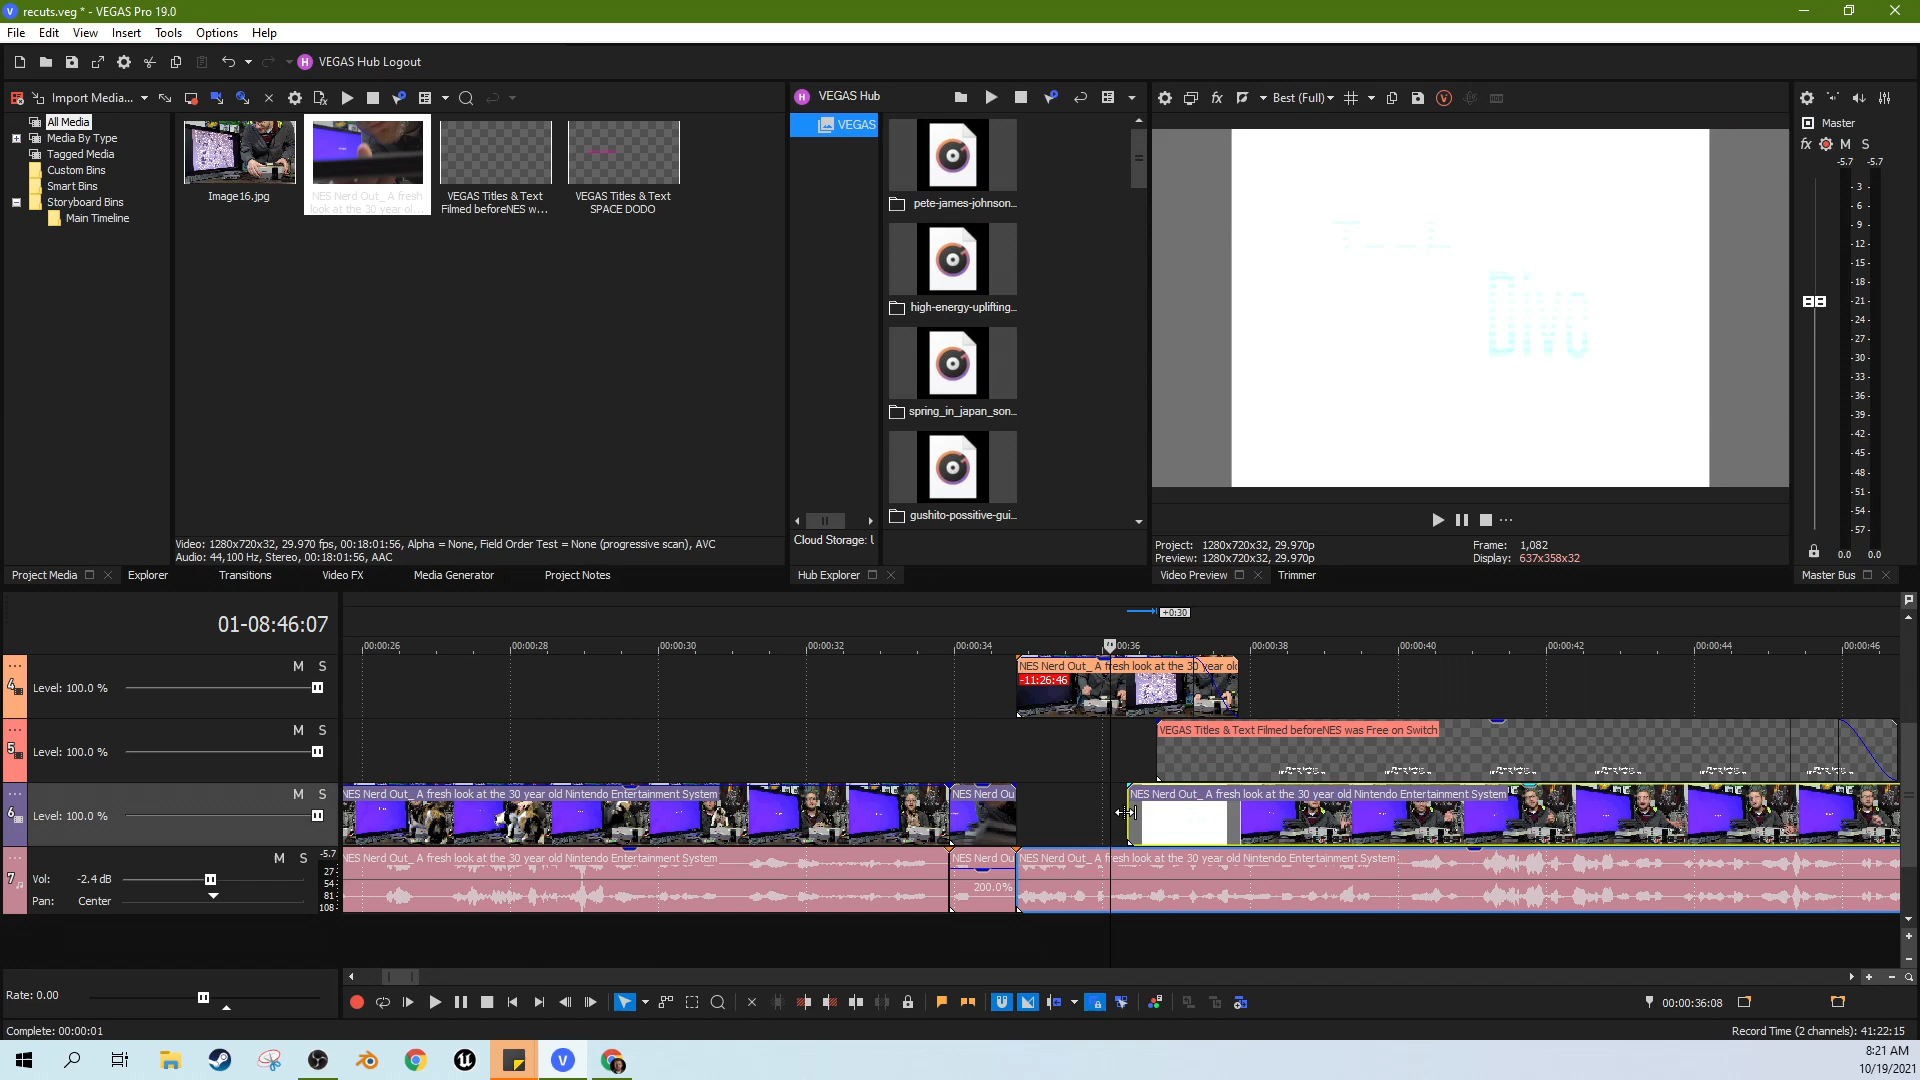 recuts.veg * - VEGAS Pro 19.0
File Edit View Insert Tools Options Help
VEGAS Hub Logout
Import Media...
All Media
Media By Type
Tagged Media
Custom Bins
Smart Bins
Storyboard Bins
Main Timeline
Image16.jpg
NES Nerd Out_ A fresh
look at the 30 year ol...
VEGAS Titles & Text
Filmed beforeNES w...
VEGAS Titles & Text
SPACE DODO
Video: 1280x720x32, 29.970 fps, 00:18:01:56, Alpha = None, Field Order Test = None (progressive scan), AVC
Audio: 44,100 Hz, Stereo, 00:18:01:56, AAC
Project Media Explorer Transitions Video FX Media Generator Project Notes
VEGAS Hub
VEGAS
pete-james-johnson...
high-energy-uplifting...
spring_in_japan_son...
gushito-possitive-gui...
Cloud Storage: U
Hub Explorer
fx Best (Full)
Project: 1280x720x32, 29.970p
Preview: 1280x720x32, 29.970p
Frame: 1,082
Display: 637x358x32
Video Preview Trimmer
Master
fx M S
-5.7 -5.7
3
6
9
-12
-15
-18
-21
-24
-27
-30
-33
-36
-39
-42
-45
-48
-51
-54
-57
0.0 0.0
Master Bus
01-08:46:07
+0:30
00:00:26 00:00:28 00:00:30 00:00:32 00:00:34 00:00:36 00:00:38 00:00:40 00:00:42 00:00:44 00:00:46
4 M S
Level: 100.0 %
NES Nerd Out_ A fresh look at the 30 year old
-11:26:46
5 M S
Level: 100.0 %
VEGAS Titles & Text Filmed beforeNES was Free on Switch
6 M S
Level: 100.0 %
NES Nerd Out_ A fresh look at the 30 year old Nintendo Entertainment System
NES Nerd Ou
NES Nerd Out_ A fresh look at the 30 year old Nintendo Entertainment System
7 M S
-5.7
27
54
81
108
Vol: -2.4 dB
Pan: Center
NES Nerd Out_ A fresh look at the 30 year old Nintendo Entertainment System
NES Nerd Ou
200.0%
NES Nerd Out_ A fresh look at the 30 year old Nintendo Entertainment System
Rate: 0.00
00:00:36:08
Complete: 00:00:01
Record Time (2 channels): 41:22:15
8:21 AM
10/19/2021